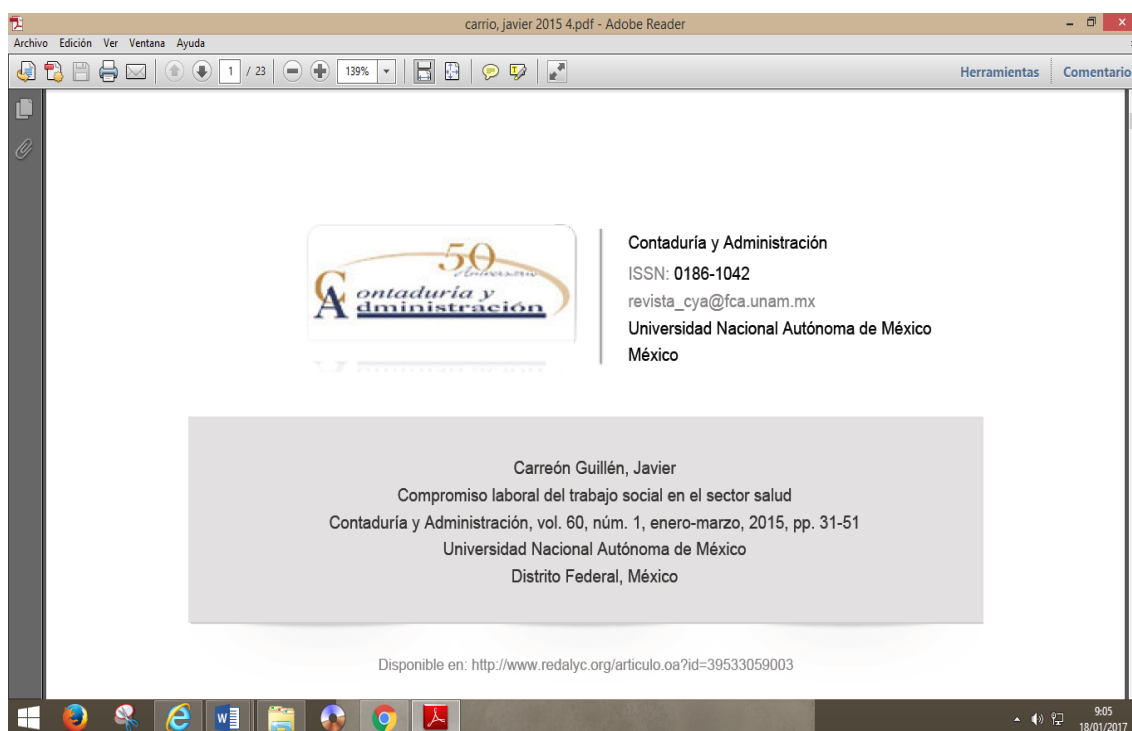 carrio, javier 2015 4.pdf - Adobe Reader
Archivo Edición Ver Ventana Ayuda
1 / 23 139% Herramientas Comentario
50
Aniversario
Contaduría y
Administración
Contaduría y Administración
ISSN: 0186-1042
revista_cya@fca.unam.mx
Universidad Nacional Autónoma de México
México
Carreón Guillén, Javier
Compromiso laboral del trabajo social en el sector salud
Contaduría y Administración, vol. 60, núm. 1, enero-marzo, 2015, pp. 31-51
Universidad Nacional Autónoma de México
Distrito Federal, México
Disponible en: http://www.redalyc.org/articulo.oa?id=39533059003
9:05
18/01/2017